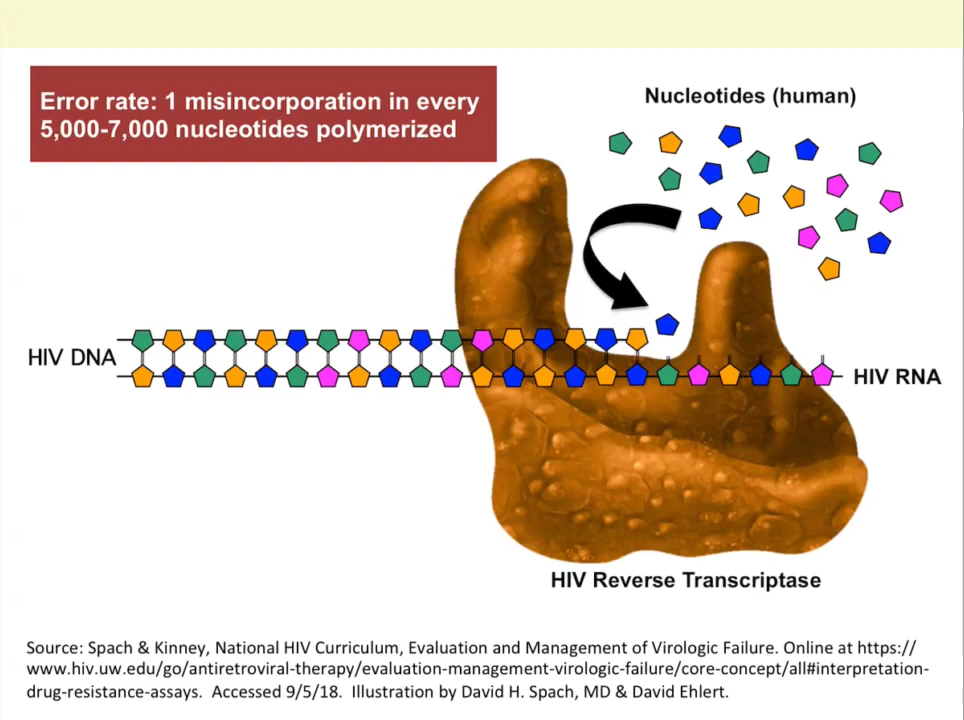 Error rate: 1 misincorporation in every
5,000-7,000 nucleotides polymerized
Nucleotides (human)
HIV DNA
HIV RNA
HIV Reverse Transcriptase
Source: Spach & Kinney, National HIV Curriculum, Evaluation and Management of Virologic Failure. Online at https://
www.hiv.uw.edu/go/antiretroviral-therapy/evaluation-management-virologic-failure/core-concept/all#interpretation-
drug-resistance-assays. Accessed 9/5/18. Illustration by David H. Spach, MD & David Ehlert.